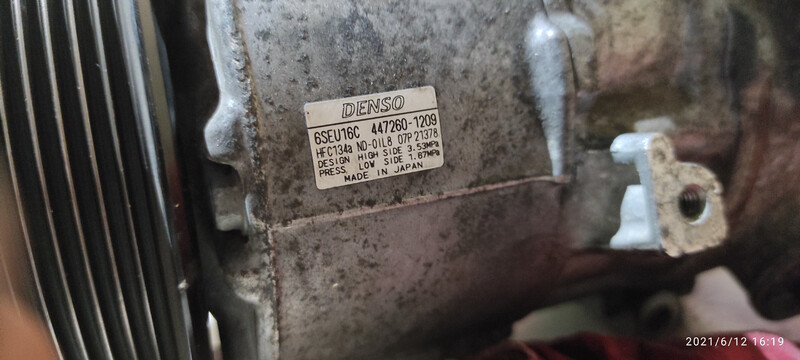 DENSO
6SEU16C 447260-1209
HFC134a ND-OIL8 07P21378
DESIGN HIGH SIDE 3.53MPa
PRESS. LOW SIDE 1.67MPa
MADE IN JAPAN
2021/6/12 16:19